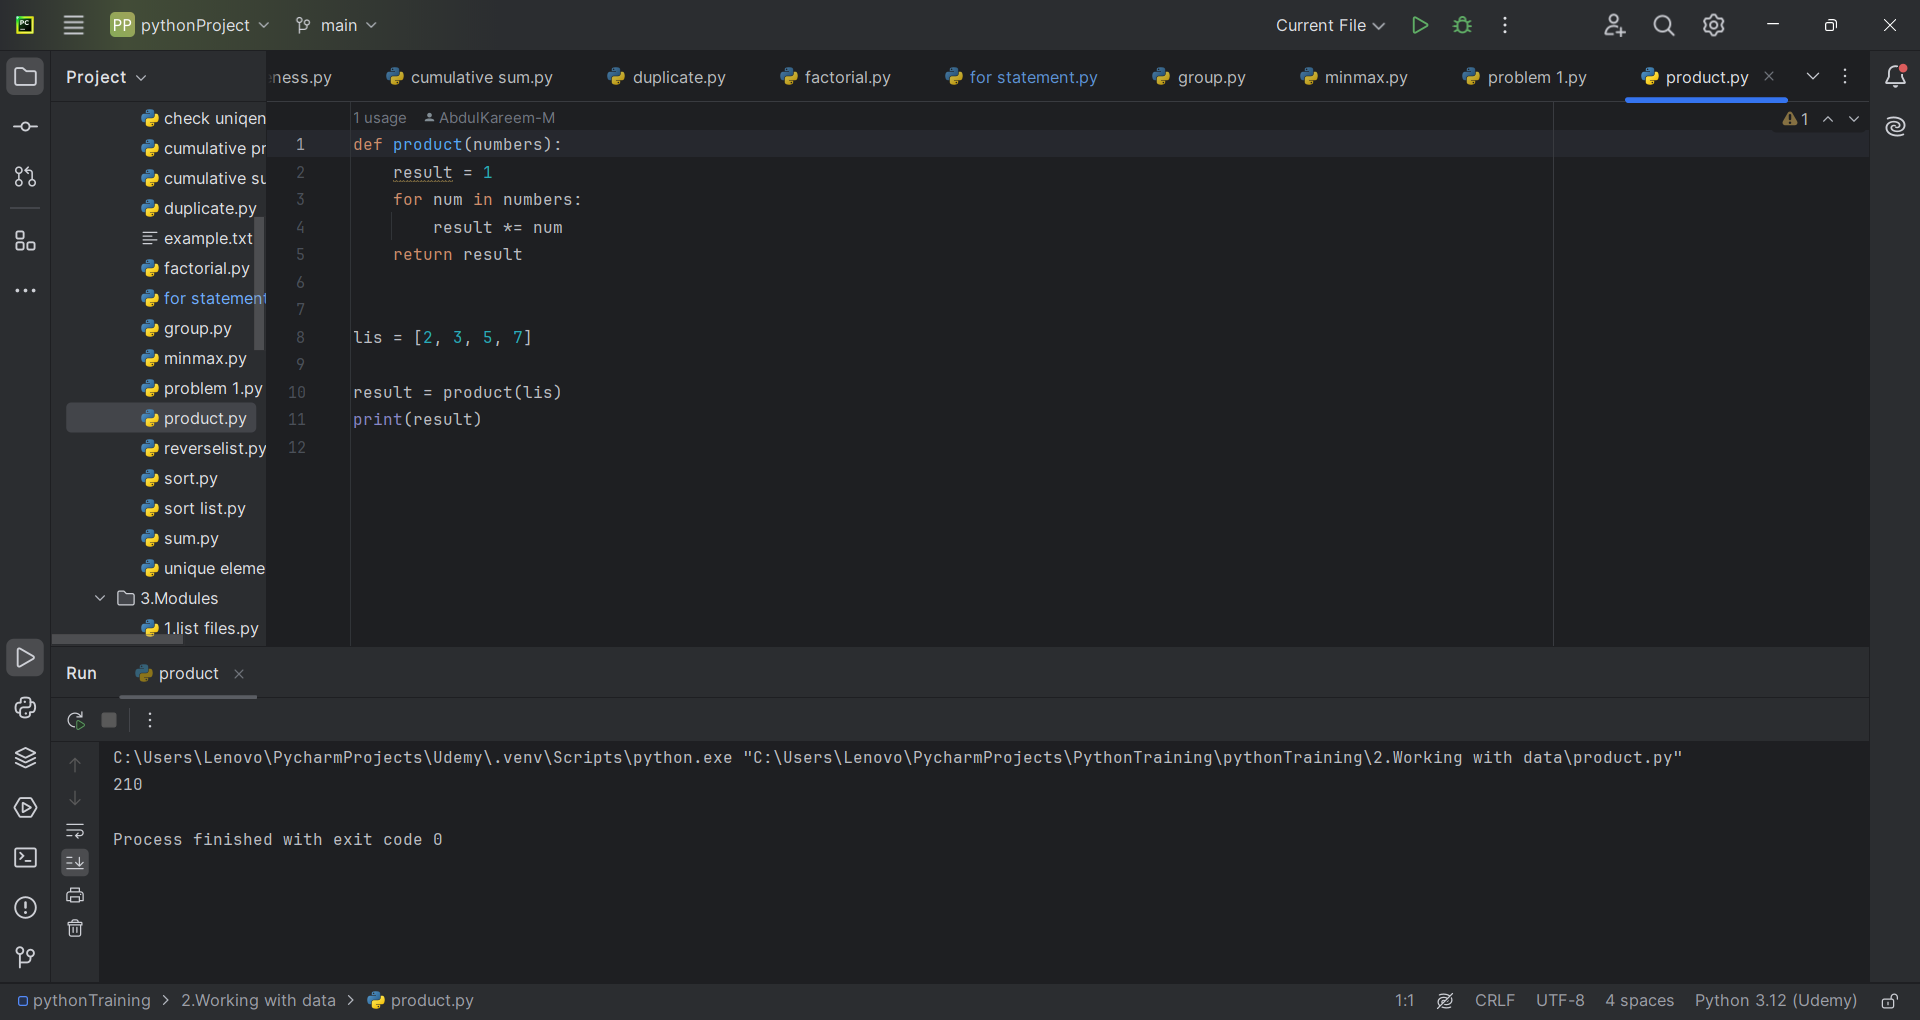 PP pythonProject main Current File
Project
ness.py cumulative sum.py duplicate.py factorial.py for statement.py group.py minmax.py problem 1.py product.py
check uniqen
cumulative pr
cumulative su
duplicate.py
example.txt
factorial.py
for statement
group.py
minmax.py
problem 1.py
product.py
reverselist.py
sort.py
sort list.py
sum.py
unique eleme
3.Modules
1.list files.py
1 usage AbdulKareem-M
1
1 def product(numbers):
2 result = 1
3 for num in numbers:
4 result *= num
5 return result
6
7
8 lis = [2, 3, 5, 7]
9
10 result = product(lis)
11 print(result)
12
Run product
C:\Users\Lenovo\PycharmProjects\Udemy\.venv\Scripts\python.exe "C:\Users\Lenovo\PycharmProjects\PythonTraining\pythonTraining\2.Working with data\product.py"
210
Process finished with exit code 0
pythonTraining > 2.Working with data > product.py 1:1 CRLF UTF-8 4 spaces Python 3.12 (Udemy)